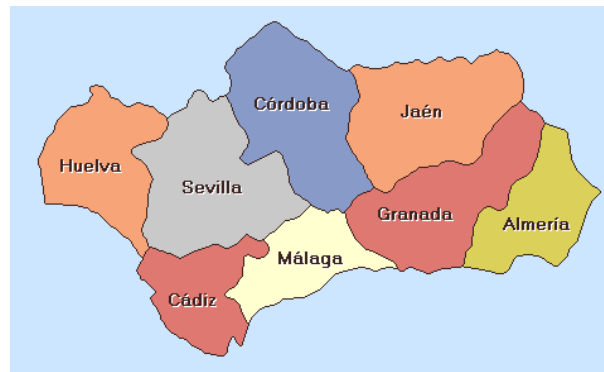 Córdoba
Jaén
Huelva
Sevilla
Granada
Almería
Málaga
Cádiz